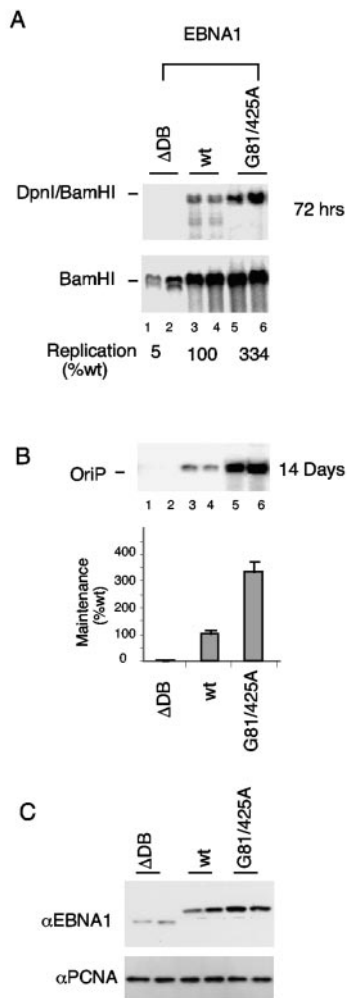 A
EBNA1
ΔDB
wt
G81/425A
DpnI/BamHI
72 hrs
BamHI
1 2 3 4 5 6
Replication 5 100 334
(%wt)
B
OriP
14 Days
1 2 3 4 5 6
Maintenance
(%wt)
400
300
200
100
0
ΔDB
wt
G81/425A
C
ΔDB
wt
G81/425A
αEBNA1
αPCNA